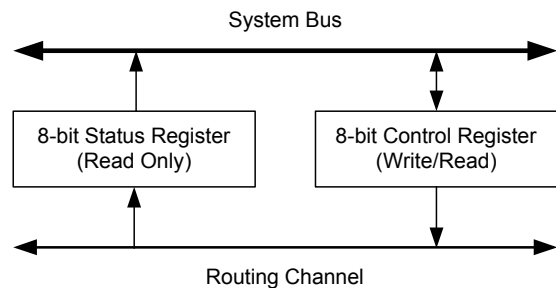 System Bus
8-bit Status Register
(Read Only)
8-bit Control Register
(Write/Read)
Routing Channel